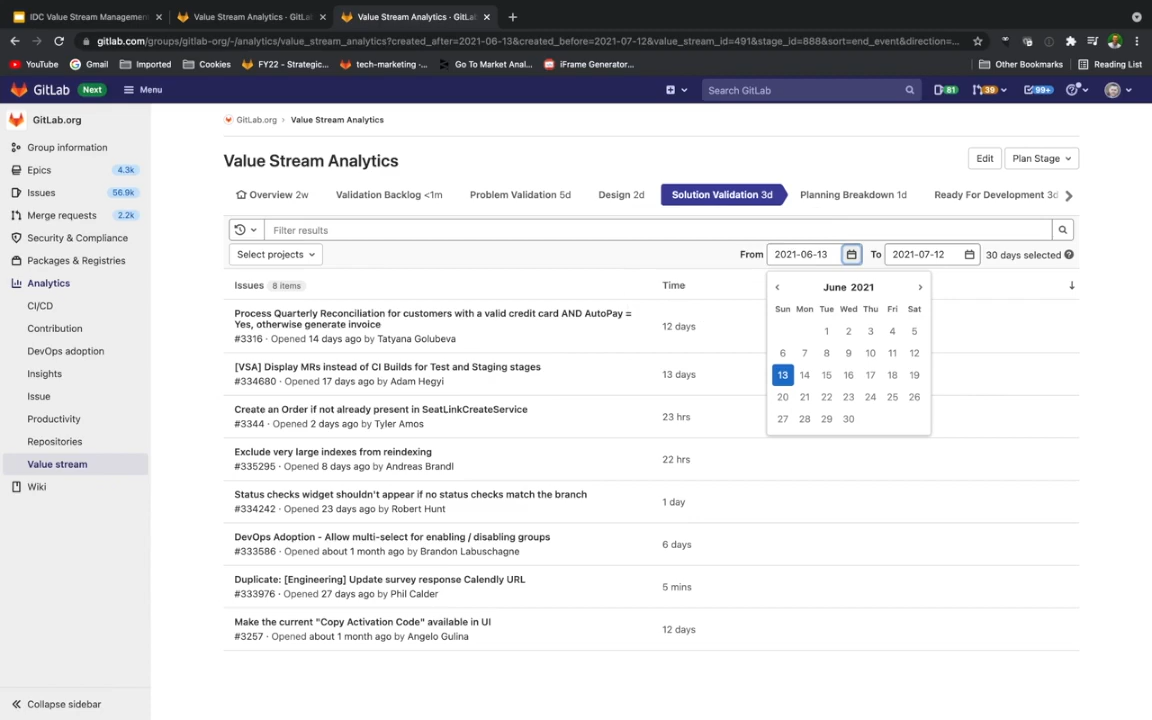 IDC Value Stream Management
Value Stream Analytics · GitLab
Value Stream Analytics · GitLab
gitlab.com/groups/gitlab-org/-/analytics/value_stream_analytics?created_after=2021-06-13&created_before=2021-07-12&value_stream_id=491&stage_id=888&sort=end_event&direction=...
YouTube
Gmail
Imported
Cookies
FY22 - Strategic...
tech-marketing -...
Go To Market Anal...
iFrame Generator...
Other Bookmarks
Reading List
GitLab
Next
Menu
Search GitLab
81
39
99+
GitLab.org
Group information
Epics 4.3k
Issues 56.9k
Merge requests 2.2k
Security & Compliance
Packages & Registries
Analytics
CI/CD
Contribution
DevOps adoption
Insights
Issue
Productivity
Repositories
Value stream
Wiki
Collapse sidebar
GitLab.org › Value Stream Analytics
Value Stream Analytics
Edit
Plan Stage
Overview 2w
Validation Backlog <1m
Problem Validation 5d
Design 2d
Solution Validation 3d
Planning Breakdown 1d
Ready For Development 3d
Filter results
Select projects
From 2021-06-13 To 2021-07-12 30 days selected
Issues 8 items Time
Process Quarterly Reconciliation for customers with a valid credit card AND AutoPay =
Yes, otherwise generate invoice
#3316 · Opened 14 days ago by Tatyana Golubeva
12 days
[VSA] Display MRs instead of CI Builds for Test and Staging stages
#334680 · Opened 17 days ago by Adam Hegyi
13 days
Create an Order if not already present in SeatLinkCreateService
#3344 · Opened 2 days ago by Tyler Amos
23 hrs
Exclude very large indexes from reindexing
#335295 · Opened 8 days ago by Andreas Brandl
22 hrs
Status checks widget shouldn't appear if no status checks match the branch
#334242 · Opened 23 days ago by Robert Hunt
1 day
DevOps Adoption - Allow multi-select for enabling / disabling groups
#333586 · Opened about 1 month ago by Brandon Labuschagne
6 days
Duplicate: [Engineering] Update survey response Calendly URL
#333976 · Opened 27 days ago by Phil Calder
5 mins
Make the current "Copy Activation Code" available in UI
#3257 · Opened about 1 month ago by Angelo Gulina
12 days
June 2021
Sun Mon Tue Wed Thu Fri Sat
1 2 3 4 5
6 7 8 9 10 11 12
13 14 15 16 17 18 19
20 21 22 23 24 25 26
27 28 29 30